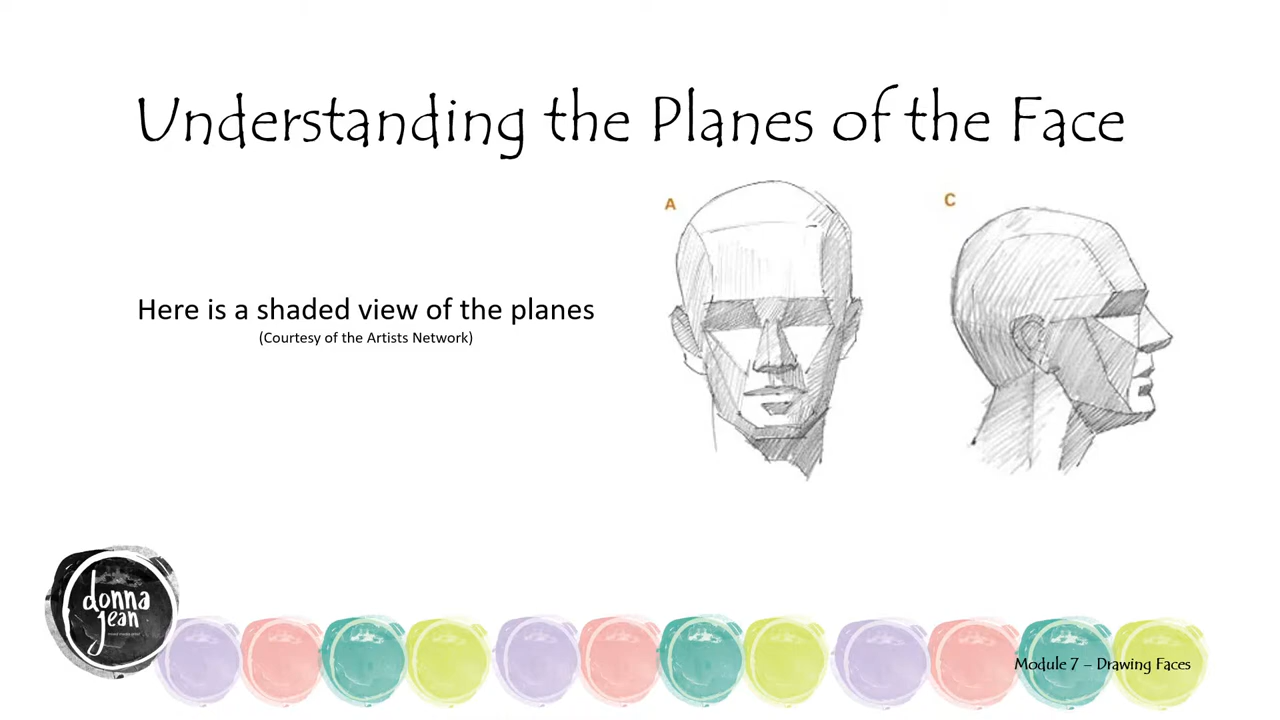 Understanding the Planes of the Face
A
C
Here is a shaded view of the planes
(Courtesy of the Artists Network)
donna
jean
Module 7 – Drawing Faces